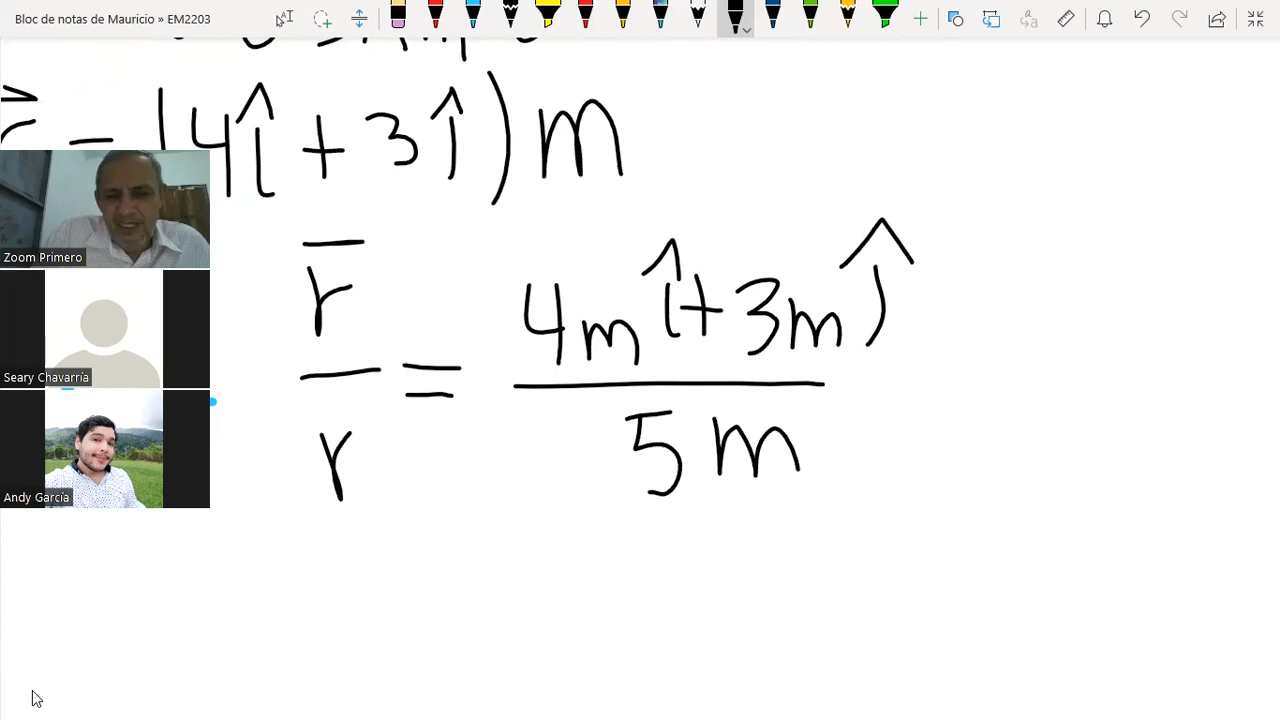 Bloc de notas de Mauricio » EM2203
r⃗ = (4î + 3ĵ) m
r̅ / r = 4m î + 3m ĵ / 5 m
Zoom Primero
Seary Chavarría
Andy García